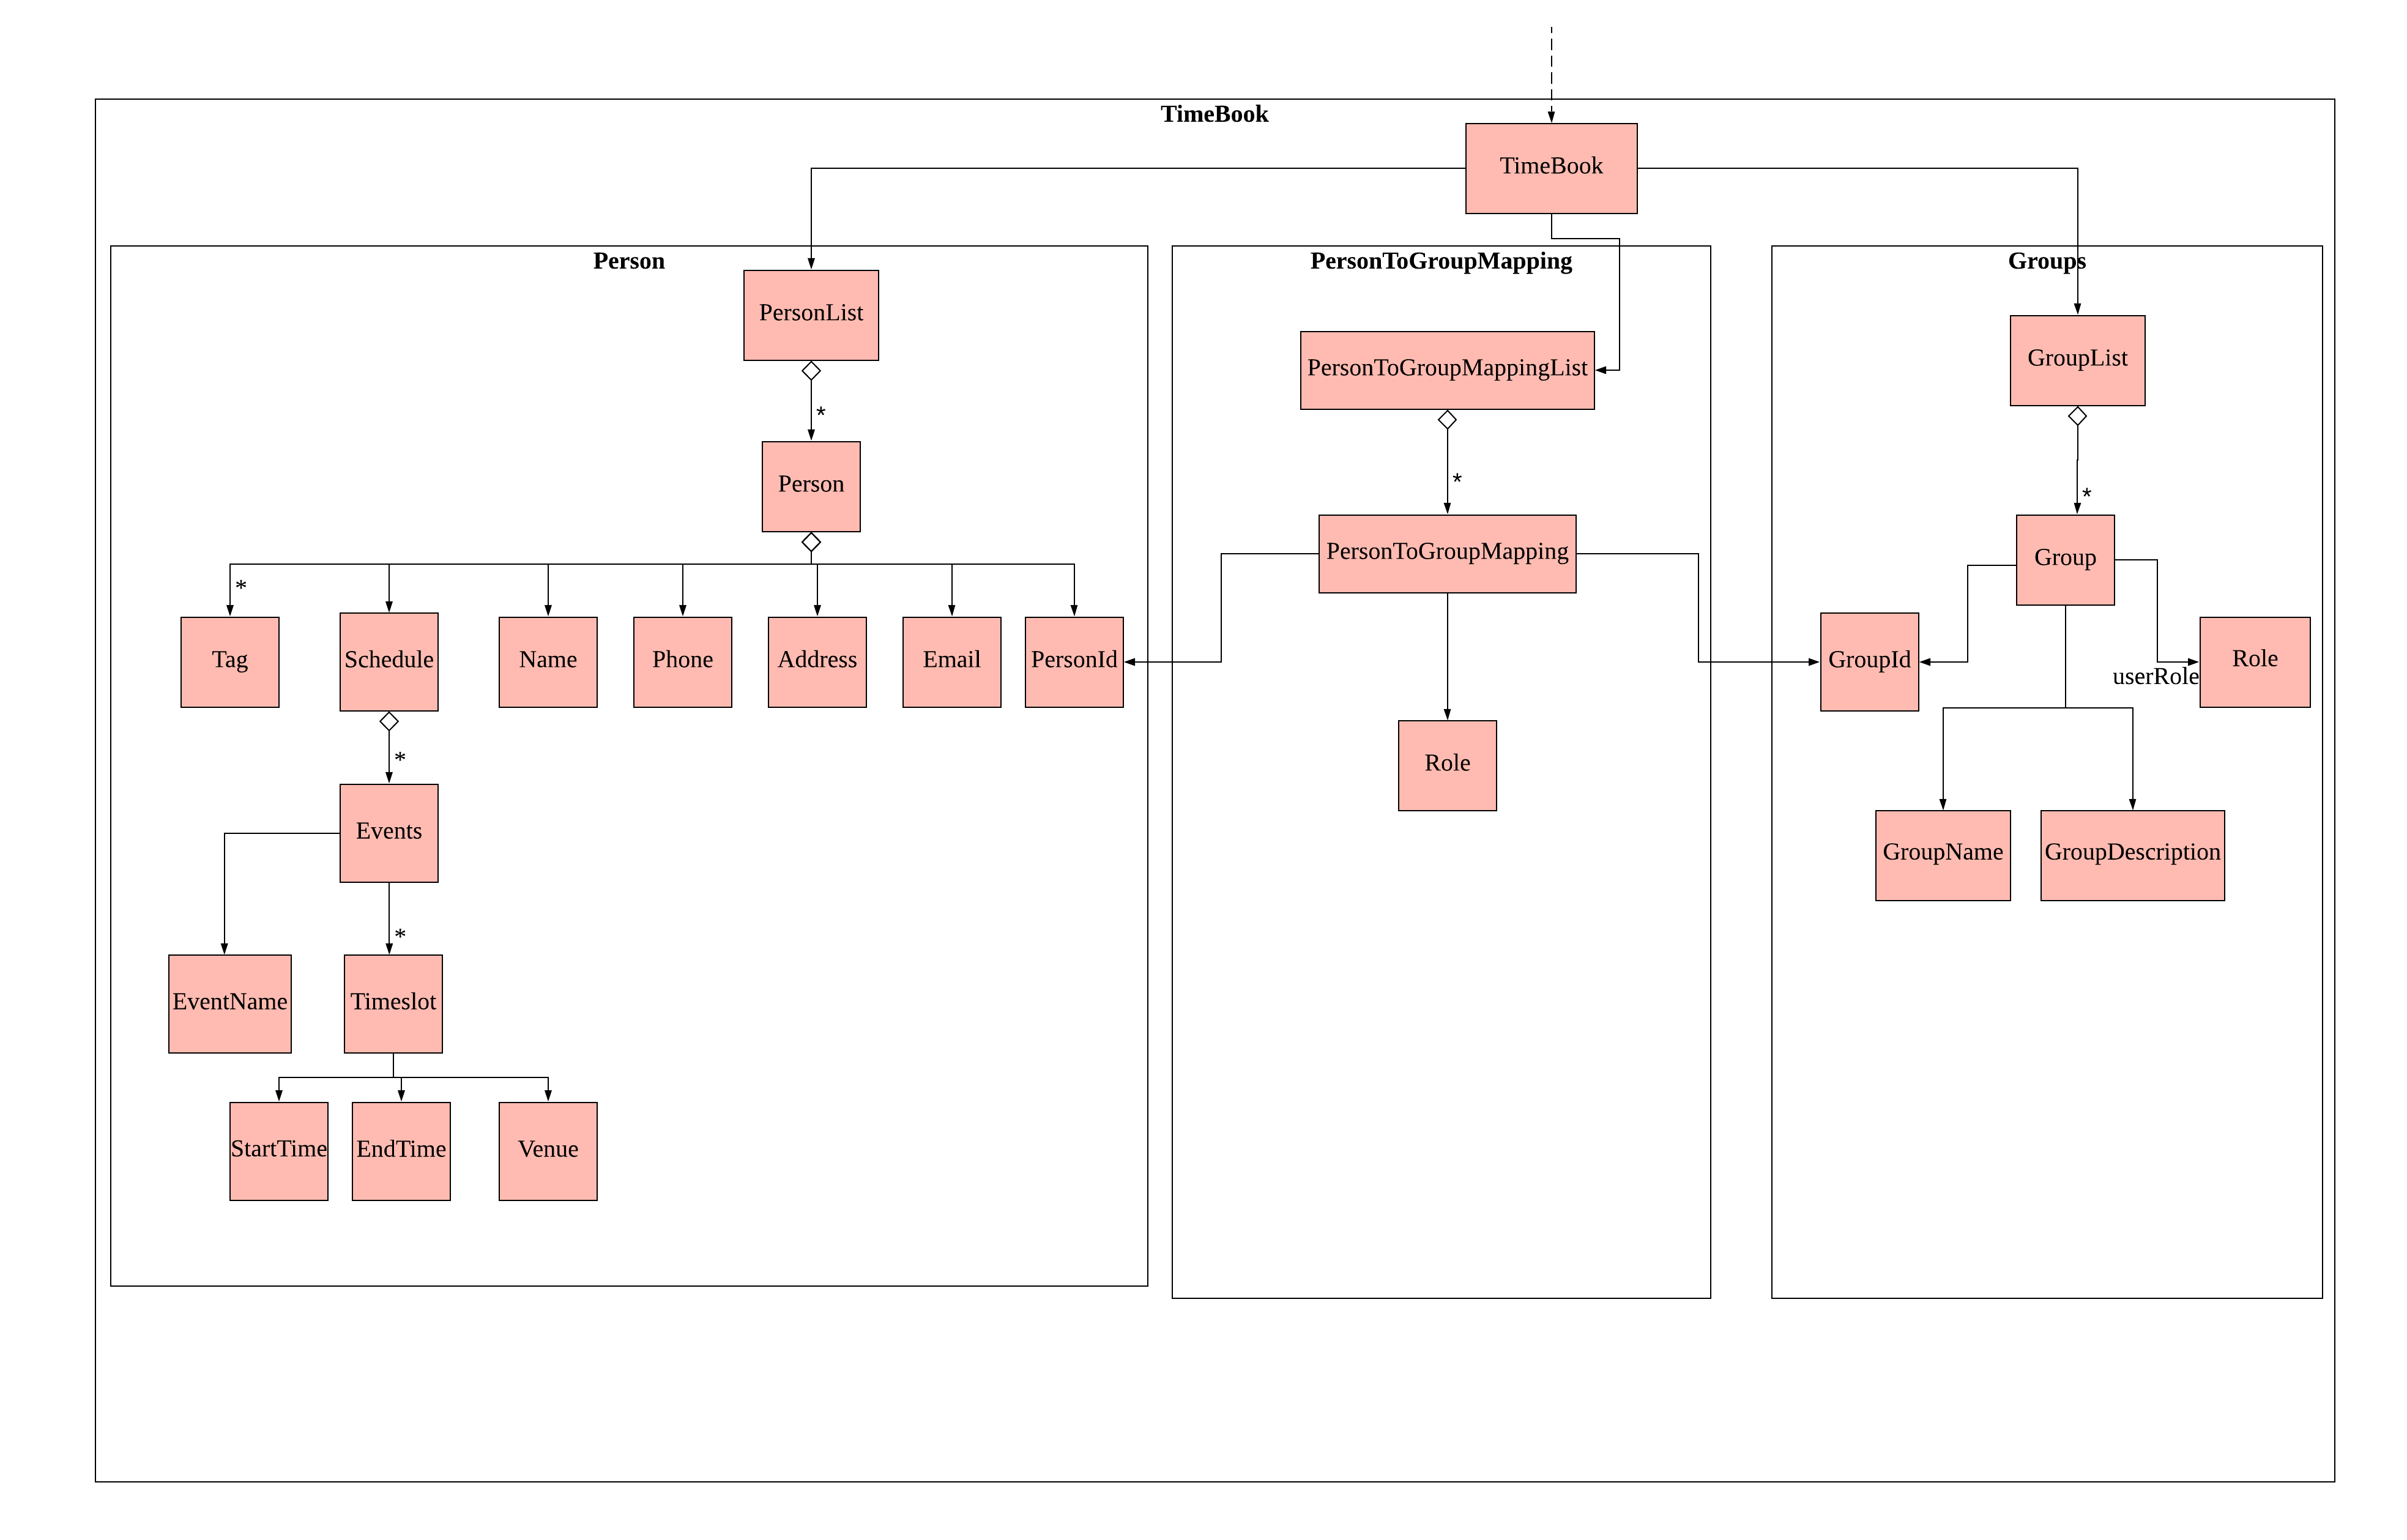 TimeBook
TimeBook
Person
PersonToGroupMapping
Groups
PersonList
PersonToGroupMappingList
GroupList
*
*
*
Person
PersonToGroupMapping
Group
*
Tag
Schedule
Name
Phone
Address
Email
PersonId
GroupId
Role
userRole
*
Role
Events
GroupName
GroupDescription
*
EventName
Timeslot
StartTime
EndTime
Venue